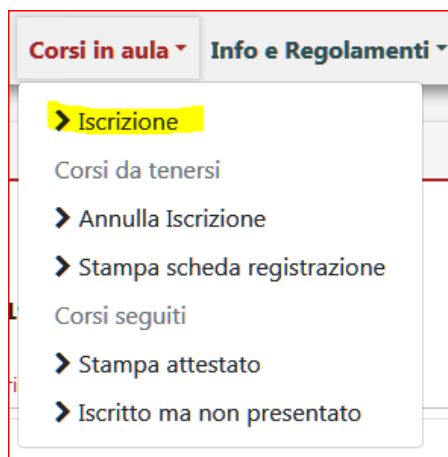 Corsi in aula Info e Regolamenti
Iscrizione
Corsi da tenersi
Annulla Iscrizione
Stampa scheda registrazione
Corsi seguiti
Stampa attestato
Iscritto ma non presentato